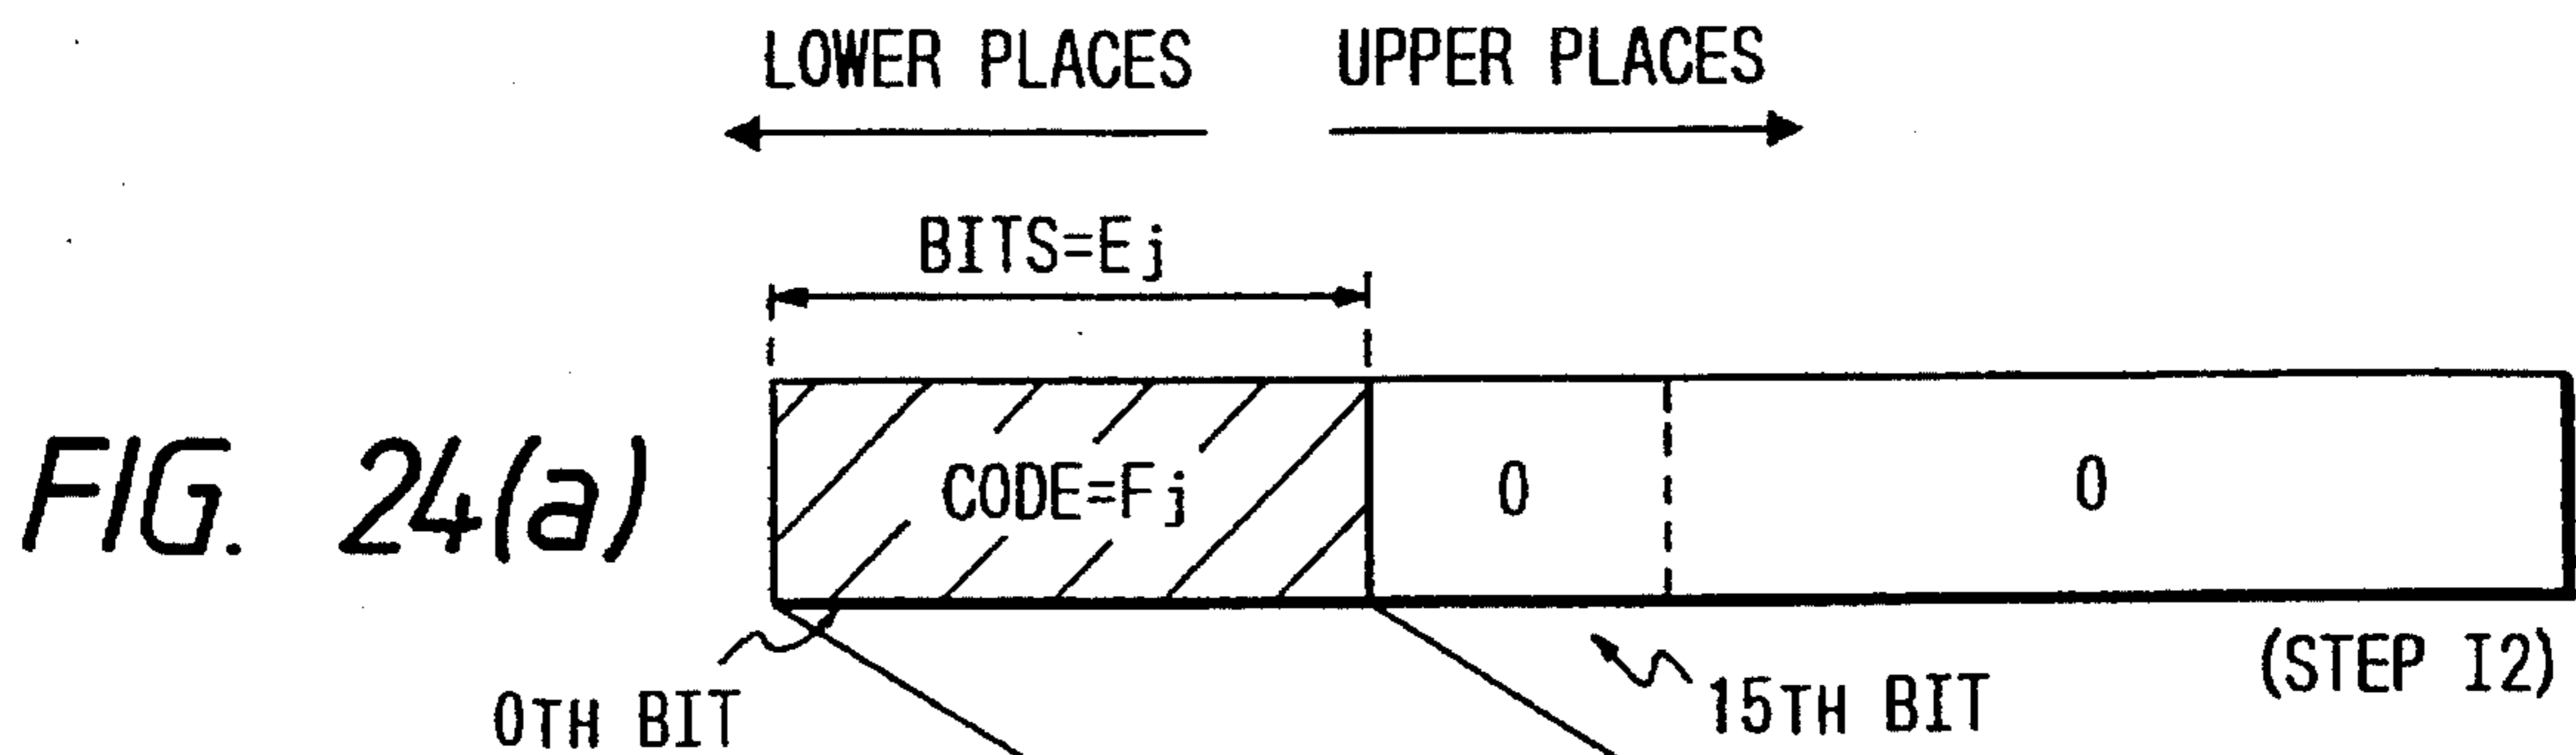 LOWER PLACES UPPER PLACES
BITS=Ej
FIG. 24(a)
CODE=Fj 0 0
0TH BIT 15TH BIT (STEP I2)